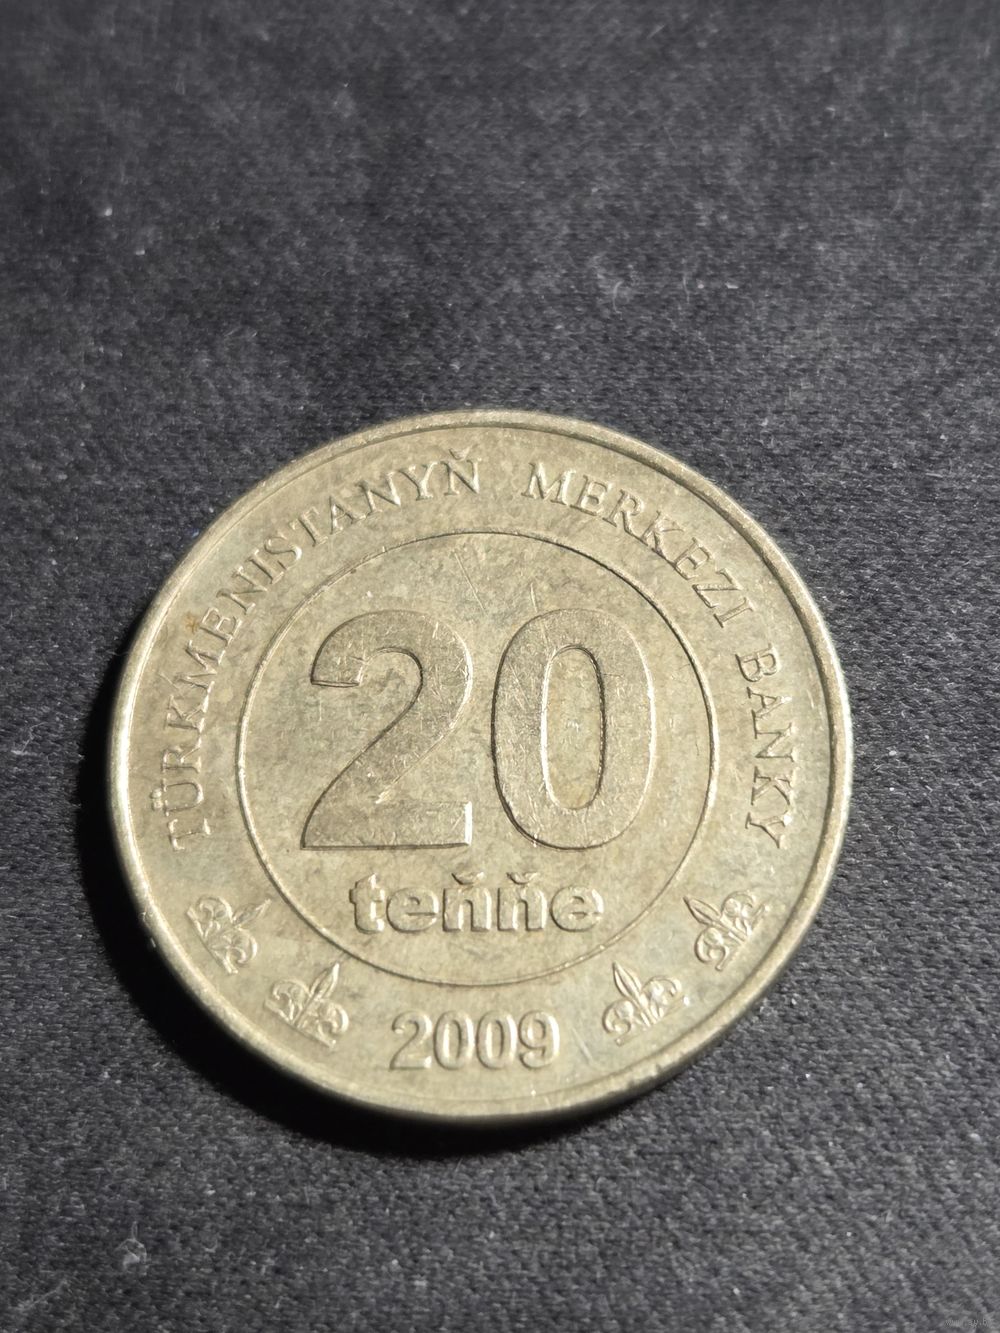 TÜRKMENISTANYŇ MERKEZI BANKY
20
teňňe
2009